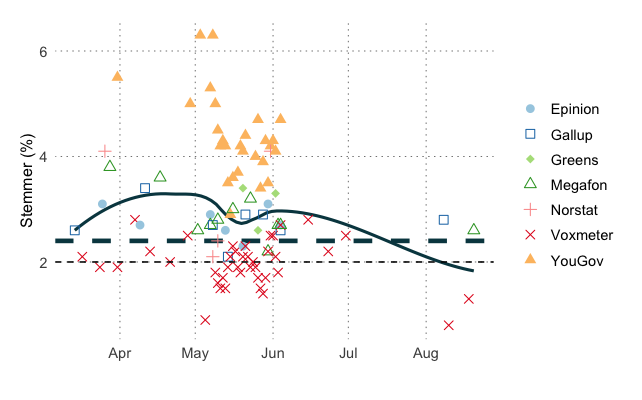 6
4
2
Stemmer (%)
Apr
May
Jun
Jul
Aug
Epinion
Gallup
Greens
Megafon
Norstat
Voxmeter
YouGov